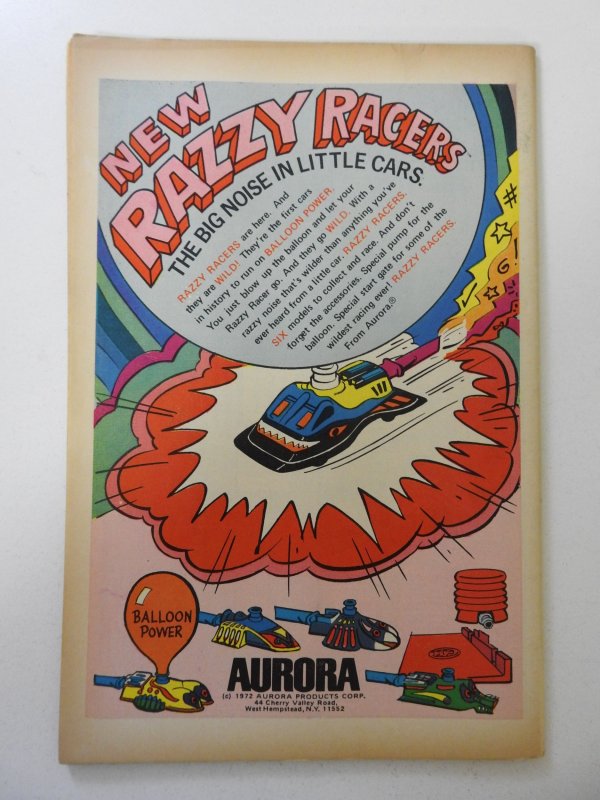 NEW
RAZZY RACERS™
THE BIG NOISE IN LITTLE CARS.
RAZZY RACERS are here. And
they are WILD! They're the first cars
in history to run on BALLOON POWER.
You just blow up the balloon and let your
Razzy Racer go. And they go WILD. With a
razzy noise that's wilder than anything you've
ever heard from a little car. RAZZY RACERS.
SIX models to collect and race. And don't
forget the accessories. Special pump for the
balloon. Special start gate for some of the
wildest racing ever! RAZZY RACERS.
From Aurora.®
#
G!
BALLOON
POWER
AURORA
(c) 1972 AURORA PRODUCTS CORP.
44 Cherry Valley Road,
West Hempstead, N.Y. 11552